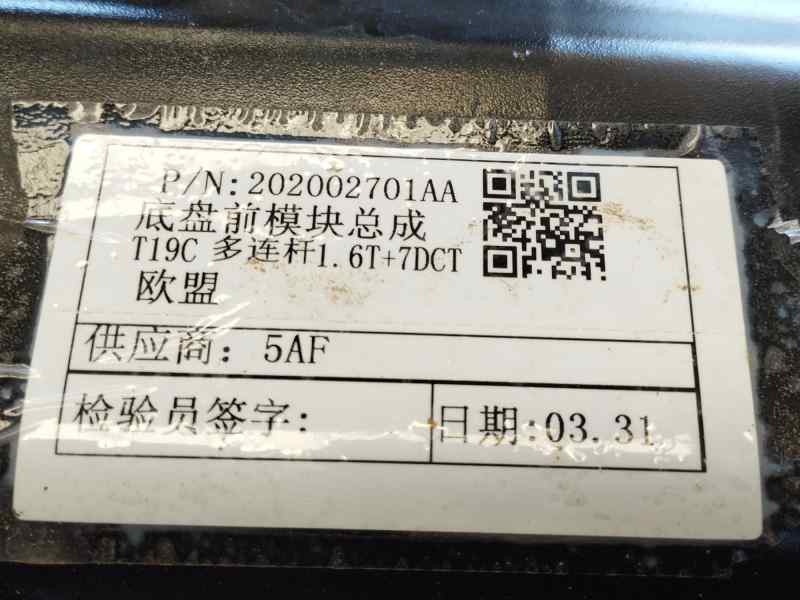 P/N:202002701AA
底盘前模块总成
T19C 多连杆1.6T+7DCT
欧盟
供应商: 5AF
检验员签字:
日期:03.31